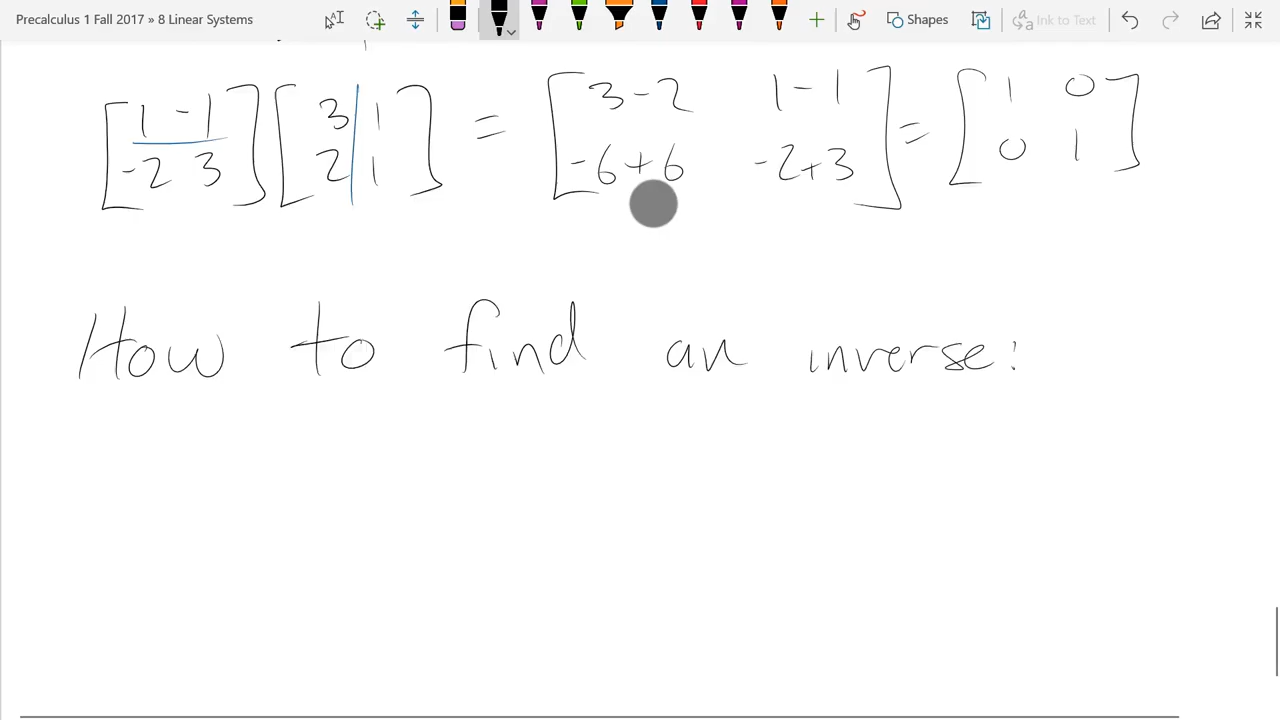 Precalculus 1 Fall 2017 » 8 Linear Systems
Shapes
Ink to Text
[1 -1 [3 1 = [3-2 1-1 = [1 0
-2 3] 2 1] -6+6 -2+3] 0 1]
How to find an inverse: